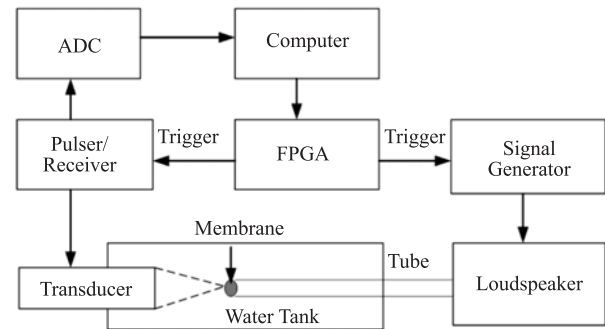 ADC
Computer
Pulser/
Receiver
Trigger
FPGA
Trigger
Signal
Generator
Membrane
Tube
Transducer
Loudspeaker
Water Tank